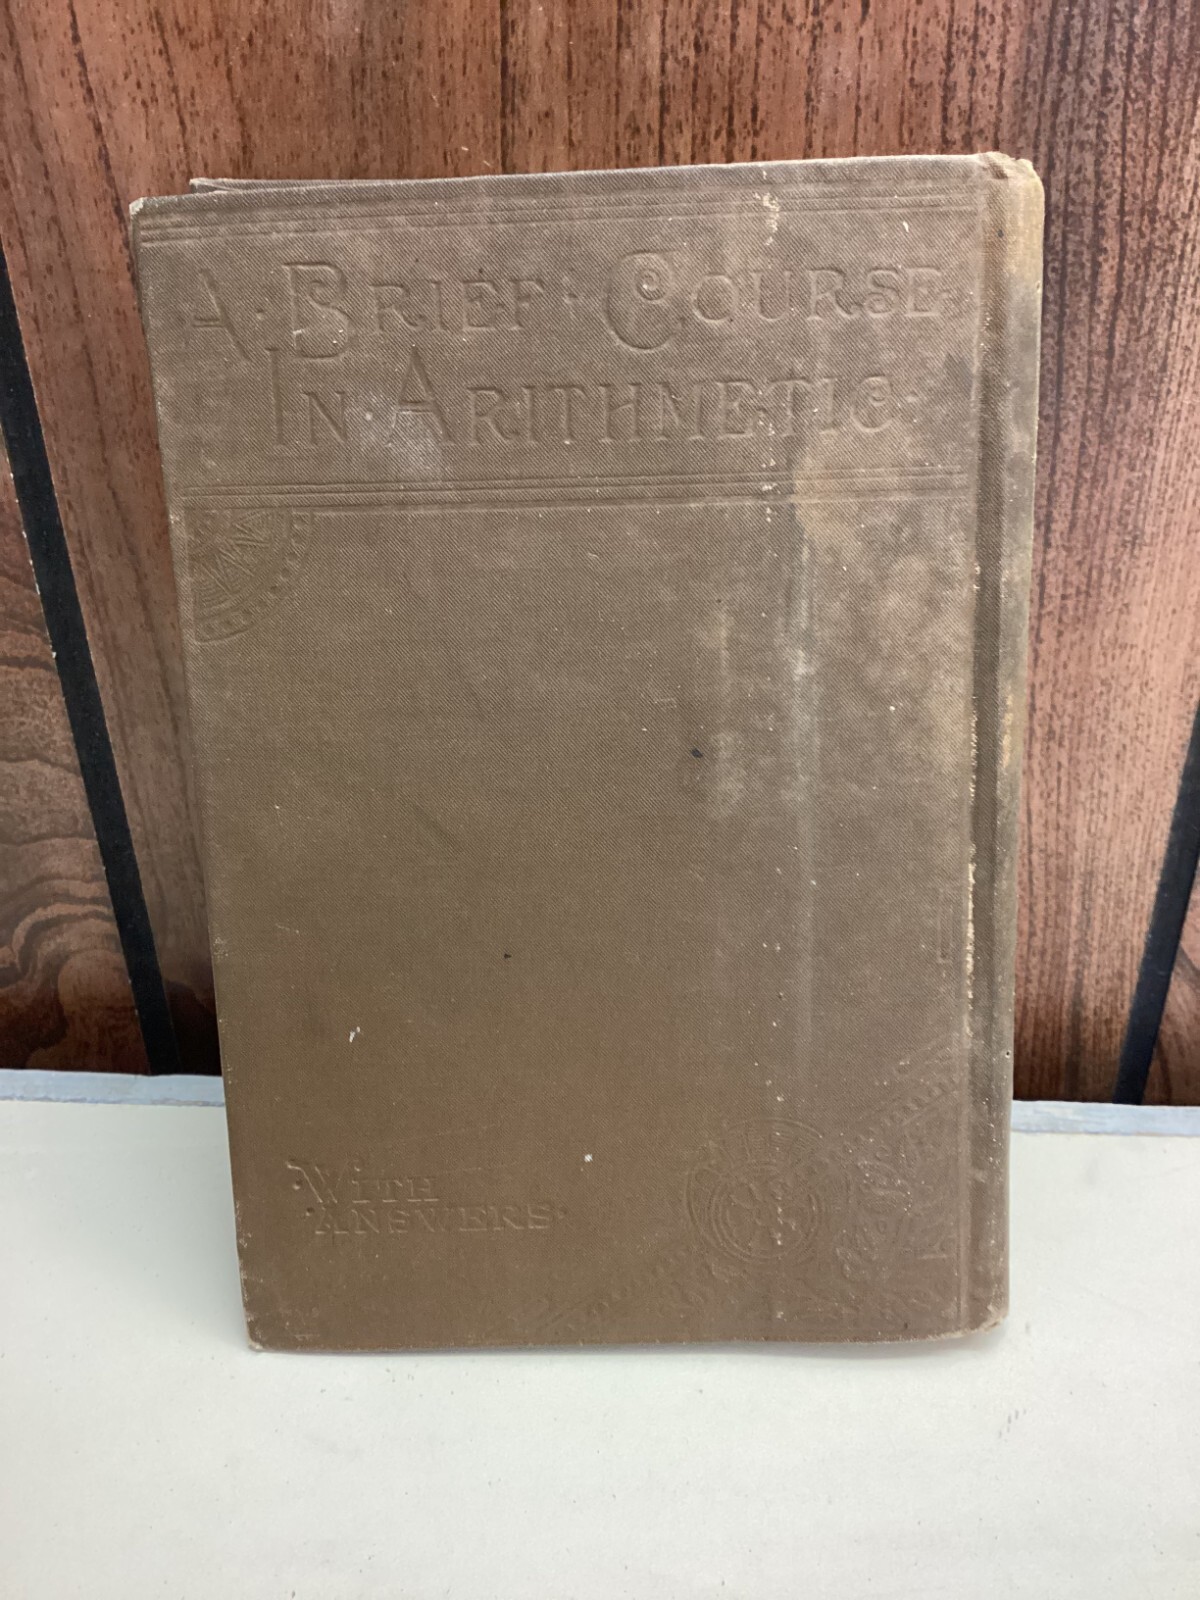 A · BRIEF : COURSE
IN · ARITHMETIC ·
WITH
· ANSWERS ·